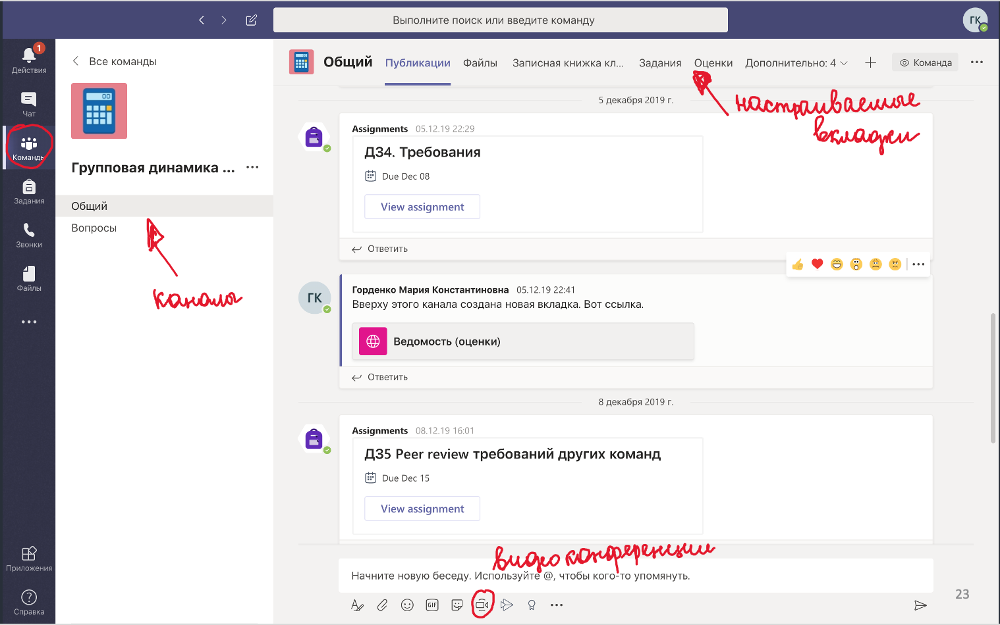 Выполните поиск или введите команду
ГК
1
Действия
Чат
Команды
Задания
Звонки
Файлы
Приложения
Справка
Все команды
Групповая динамика ...
Общий
Вопросы
каналы
Общий Публикации Файлы Записная книжка кл... Задания Оценки Дополнительно: 4 Команда
настраиваемые
вкладки
5 декабря 2019 г.
Assignments 05.12.19 22:29
ДЗ4. Требования
Due Dec 08
View assignment
Ответить
ГК
Горденко Мария Константиновна 05.12.19 22:41
Вверху этого канала создана новая вкладка. Вот ссылка.
Ведомость (оценки)
Ответить
8 декабря 2019 г.
Assignments 08.12.19 16:01
ДЗ5 Peer review требований других команд
Due Dec 15
View assignment
видеоконференции
Начните новую беседу. Используйте @, чтобы кого-то упомянуть.
GIF
23